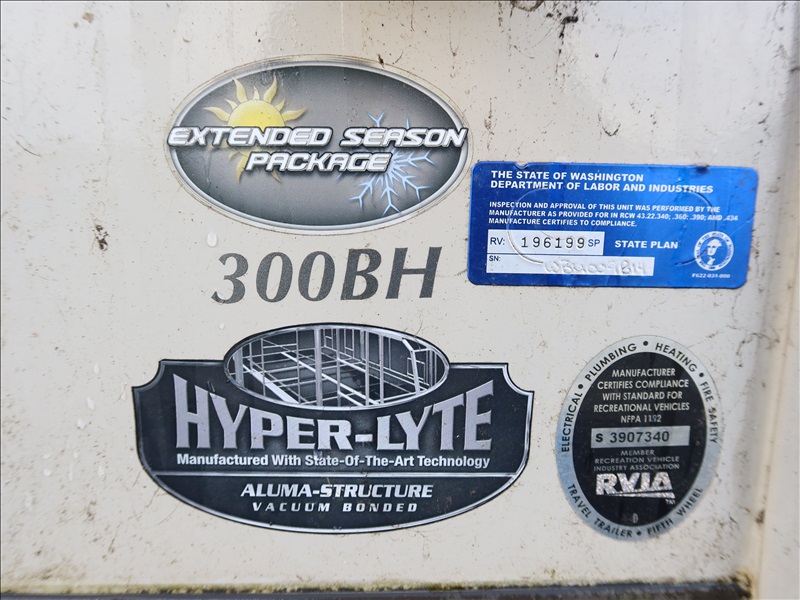 EXTENDED SEASON
PACKAGE
300BH
THE STATE OF WASHINGTON
DEPARTMENT OF LABOR AND INDUSTRIES
INSPECTION AND APPROVAL OF THIS UNIT WAS PERFORMED BY THE
MANUFACTURER AS PROVIDED FOR IN RCW 43.22.340; .360; .390; AND .434
MANUFACTURE CERTIFIES TO COMPLIANCE.
RV: 196199 SP STATE PLAN
SN:
F622-031-000
HYPER-LYTE
Manufactured With State-Of-The-Art Technology
ALUMA-STRUCTURE
VACUUM BONDED
ELECTRICAL • PLUMBING • HEATING • FIRE SAFETY
MANUFACTURER
CERTIFIES COMPLIANCE
WITH STANDARD FOR
RECREATIONAL VEHICLES
NFPA 1192
S 3907340
MEMBER
RECREATION VEHICLE
INDUSTRY ASSOCIATION
RVIA
TRAVEL TRAILER • FIFTH WHEEL